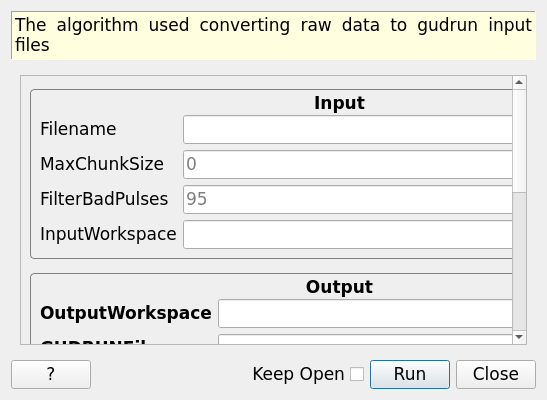 The algorithm used converting raw data to gudrun input
files
Input
Filename
MaxChunkSize 0
FilterBadPulses 95
InputWorkspace
Output
OutputWorkspace
? Keep Open Run Close